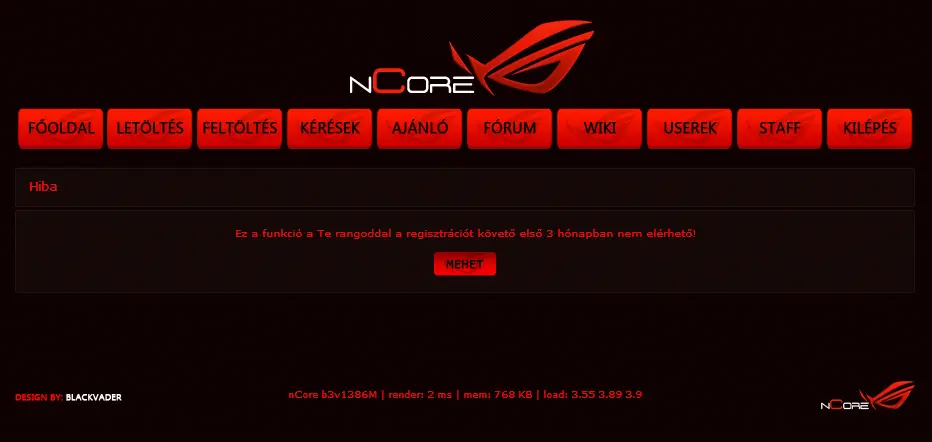 nCore
FŐOLDAL LETÖLTÉS FELTÖLTÉS KÉRÉSEK AJÁNLÓ FÓRUM WIKI USEREK STAFF KILÉPÉS
Hiba
Ez a funkció a Te rangoddal a regisztrációt követő első 3 hónapban nem elérhető!
MEHET
DESIGN BY: BLACKVADER
nCore b3v1386M | render: 2 ms | mem: 768 KB | load: 3.55 3.89 3.9
nCore